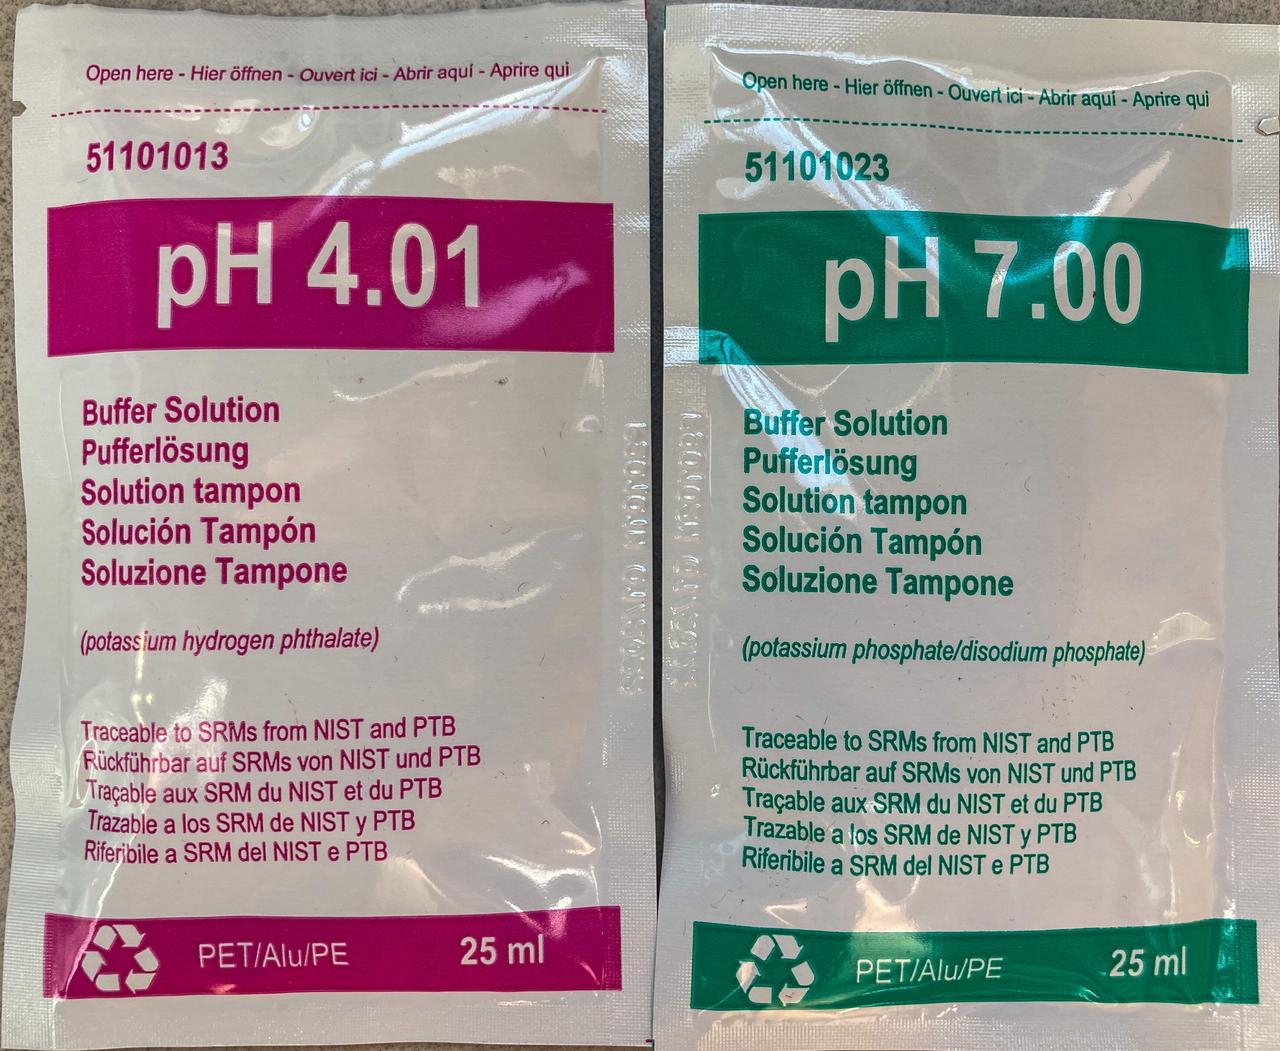 Open here - Hier öffnen - Ouvert ici - Abrir aquí - Aprire qui
51101013
pH 4.01
Buffer Solution
Pufferlösung
Solution tampon
Solución Tampón
Soluzione Tampone
(potassium hydrogen phthalate)
Traceable to SRMs from NIST and PTB
Rückführbar auf SRMs von NIST und PTB
Traçable aux SRM du NIST et du PTB
Trazable a los SRM de NIST y PTB
Riferibile a SRM del NIST e PTB
PET/Alu/PE 25 ml
Open here - Hier öffnen - Ouvert ici - Abrir aquí - Aprire qui
51101023
pH 7.00
Buffer Solution
Pufferlösung
Solution tampon
Solución Tampón
Soluzione Tampone
(potassium phosphate/disodium phosphate)
Traceable to SRMs from NIST and PTB
Rückführbar auf SRMs von NIST und PTB
Traçable aux SRM du NIST et du PTB
Trazable a los SRM de NIST y PTB
Riferibile a SRM del NIST e PTB
PET/Alu/PE 25 ml